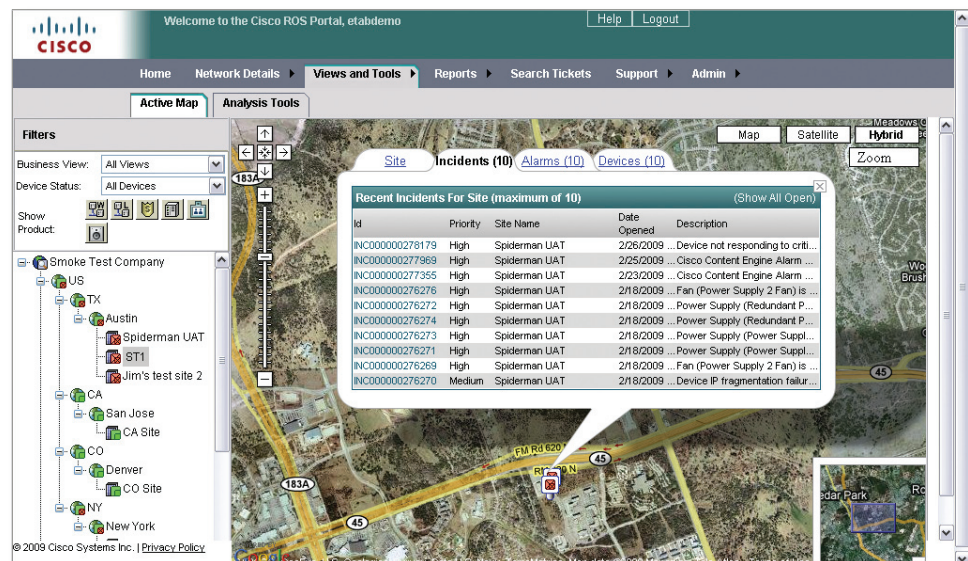 CISCO
Welcome to the Cisco ROS Portal, etabdemo
Help Logout
Home Network Details Views and Tools Reports Search Tickets Support Admin
Active Map Analysis Tools
Filters
Business View: All Views
Device Status: All Devices
Show Product:
Smoke Test Company
US
TX
Austin
Spiderman UAT
ST1
Jim's test site 2
CA
San Jose
CA Site
CO
Denver
CO Site
NY
New York
© 2009 Cisco Systems Inc. | Privacy Policy
Map Satellite Hybrid
Zoom
Meadows
183A
Site Incidents (10) Alarms (10) Devices (10)
Recent Incidents For Site (maximum of 10) (Show All Open)
Id Priority Site Name Date Opened Description
INC000000278179 High Spiderman UAT 2/26/2009 ... Device not responding to criti...
INC000000277969 High Spiderman UAT 2/25/2009 ... Cisco Content Engine Alarm ...
INC000000277355 High Spiderman UAT 2/23/2009 ... Cisco Content Engine Alarm ...
INC000000276276 High Spiderman UAT 2/18/2009 ... Fan (Power Supply 2 Fan) is ...
INC000000276272 High Spiderman UAT 2/18/2009 ... Power Supply (Redundant P...
INC000000276274 High Spiderman UAT 2/18/2009 ... Power Supply (Redundant P...
INC000000276273 High Spiderman UAT 2/18/2009 ... Power Supply (Power Suppl...
INC000000276271 High Spiderman UAT 2/18/2009 ... Power Supply (Power Suppl...
INC000000276269 High Spiderman UAT 2/18/2009 ... Fan (Power Supply 2 Fan) is ...
INC000000276270 Medium Spiderman UAT 2/18/2009 ... Device IP fragmentation failur...
45
FM Rd 620 N
45
183A
45
Google